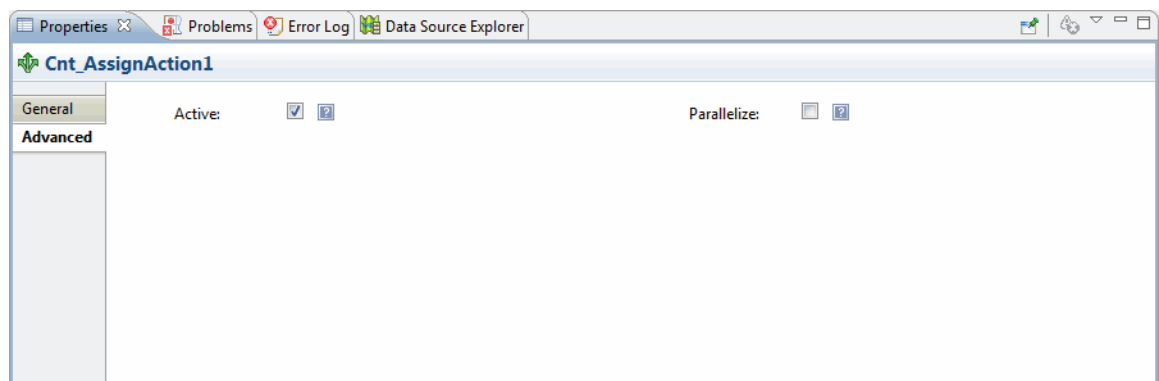 Properties Problems Error Log Data Source Explorer
Cnt_AssignAction1
General
Active: Parallelize:
Advanced